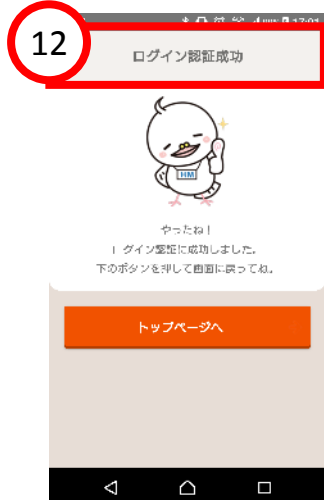 12
17:01
ログイン認証成功
HM
やったね！
ログイン認証に成功しました。
下のボタンを押して画面に戻ってね。
トップページへ